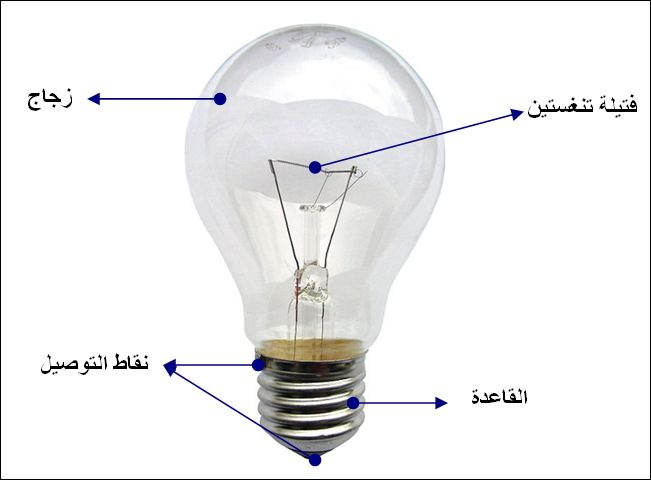 زجاج
فتيلة تنغستين
نقاط التوصيل
القاعدة